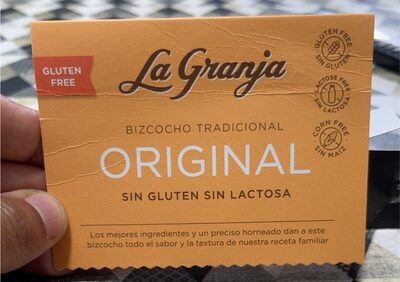 GLUTEN
FREE
La Granja
GLUTEN FREE
SIN GLUTEN
LACTOSE FREE
SIN LACTOSA
CORN FREE
SIN MAÍZ
BIZCOCHO TRADICIONAL
ORIGINAL
SIN GLUTEN SIN LACTOSA
Los mejores ingredientes y un preciso horneado dan a este
bizcocho todo el sabor y la textura de nuestra receta familiar